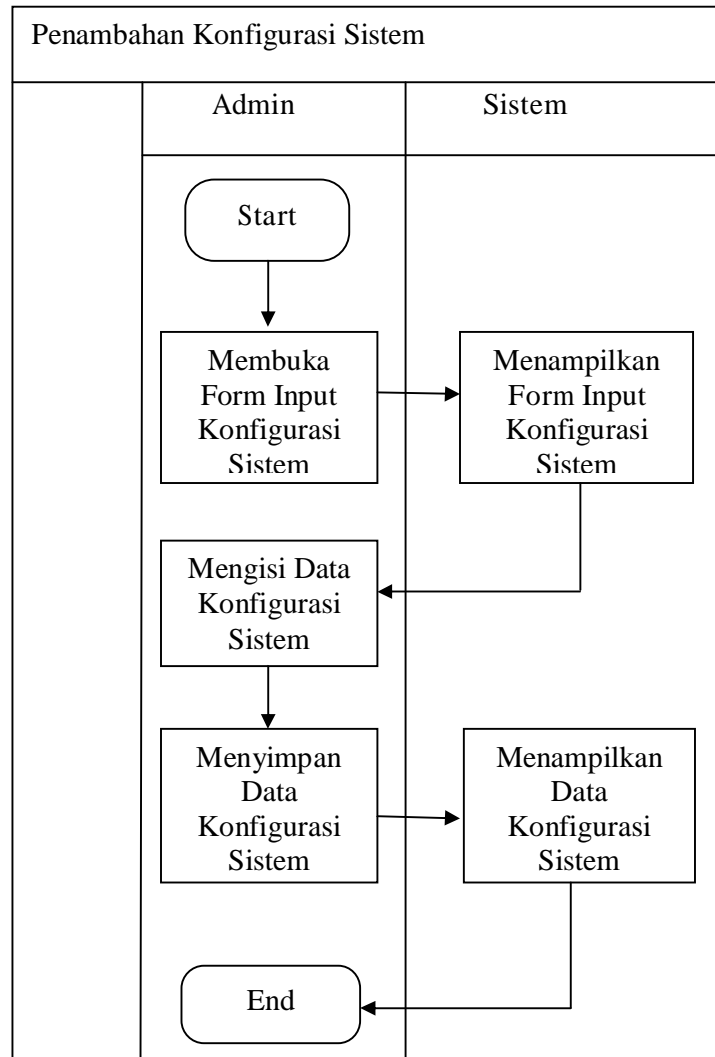 Penambahan Konfigurasi Sistem
Admin
Sistem
Start
Membuka
Form Input
Konfigurasi
Sistem
Menampilkan
Form Input
Konfigurasi
Sistem
Mengisi Data
Konfigurasi
Sistem
Menyimpan
Data
Konfigurasi
Sistem
Menampilkan
Data
Konfigurasi
Sistem
End